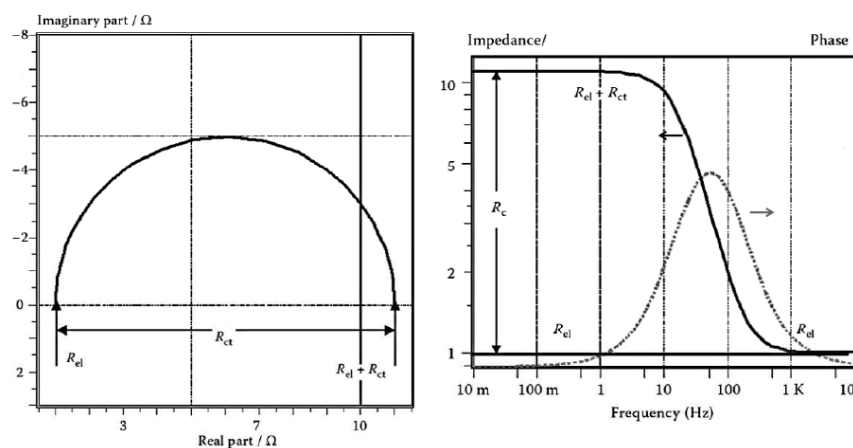 Imaginary part / Ω
-8
-6
-4
-2
0
2
3
7
10
Real part / Ω
R_ct
R_el
R_el + R_ct
Impedance/
Phase
10
5
2
1
R_el + R_ct
R_c
R_el
R_el
10 m
100 m
1
10
100
1 K
10
Frequency (Hz)